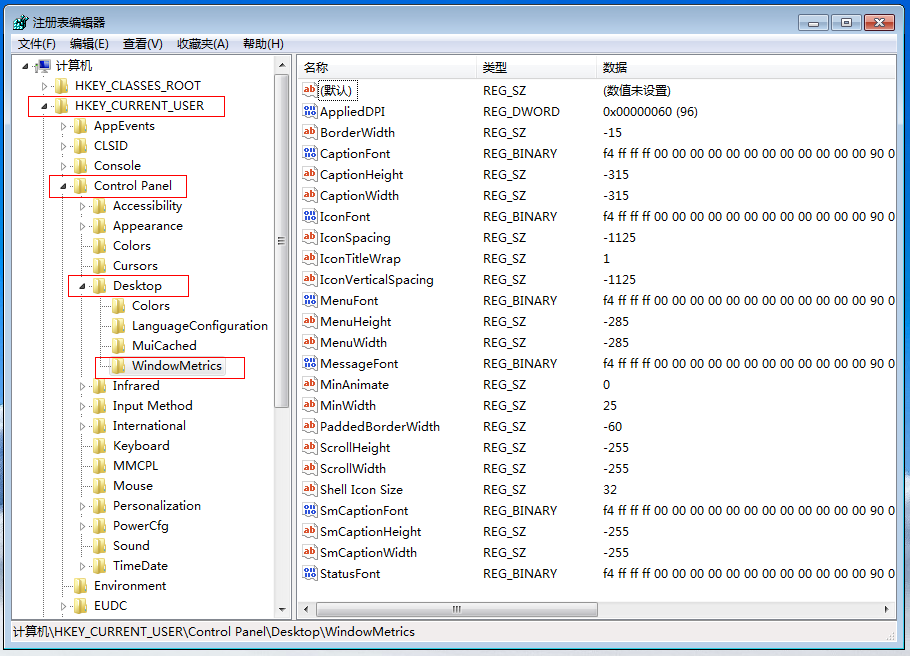 注册表编辑器
文件(F) 编辑(E) 查看(V) 收藏夹(A) 帮助(H)
计算机
HKEY_CLASSES_ROOT
HKEY_CURRENT_USER
AppEvents
CLSID
Console
Control Panel
Accessibility
Appearance
Colors
Cursors
Desktop
Colors
LanguageConfiguration
MuiCached
WindowMetrics
Infrared
Input Method
International
Keyboard
MMCPL
Mouse
Personalization
PowerCfg
Sound
TimeDate
Environment
EUDC
名称 类型 数据
(默认) REG_SZ (数值未设置)
AppliedDPI REG_DWORD 0x00000060 (96)
BorderWidth REG_SZ -15
CaptionFont REG_BINARY f4 ff ff ff 00 00 00 00 00 00 00 00 00 00 00 00 90 0
CaptionHeight REG_SZ -315
CaptionWidth REG_SZ -315
IconFont REG_BINARY f4 ff ff ff 00 00 00 00 00 00 00 00 00 00 00 00 90 0
IconSpacing REG_SZ -1125
IconTitleWrap REG_SZ 1
IconVerticalSpacing REG_SZ -1125
MenuFont REG_BINARY f4 ff ff ff 00 00 00 00 00 00 00 00 00 00 00 00 90 0
MenuHeight REG_SZ -285
MenuWidth REG_SZ -285
MessageFont REG_BINARY f4 ff ff ff 00 00 00 00 00 00 00 00 00 00 00 00 90 0
MinAnimate REG_SZ 0
MinWidth REG_SZ 25
PaddedBorderWidth REG_SZ -60
ScrollHeight REG_SZ -255
ScrollWidth REG_SZ -255
Shell Icon Size REG_SZ 32
SmCaptionFont REG_BINARY f4 ff ff ff 00 00 00 00 00 00 00 00 00 00 00 00 90 0
SmCaptionHeight REG_SZ -255
SmCaptionWidth REG_SZ -255
StatusFont REG_BINARY f4 ff ff ff 00 00 00 00 00 00 00 00 00 00 00 00 90 0
计算机\HKEY_CURRENT_USER\Control Panel\Desktop\WindowMetrics